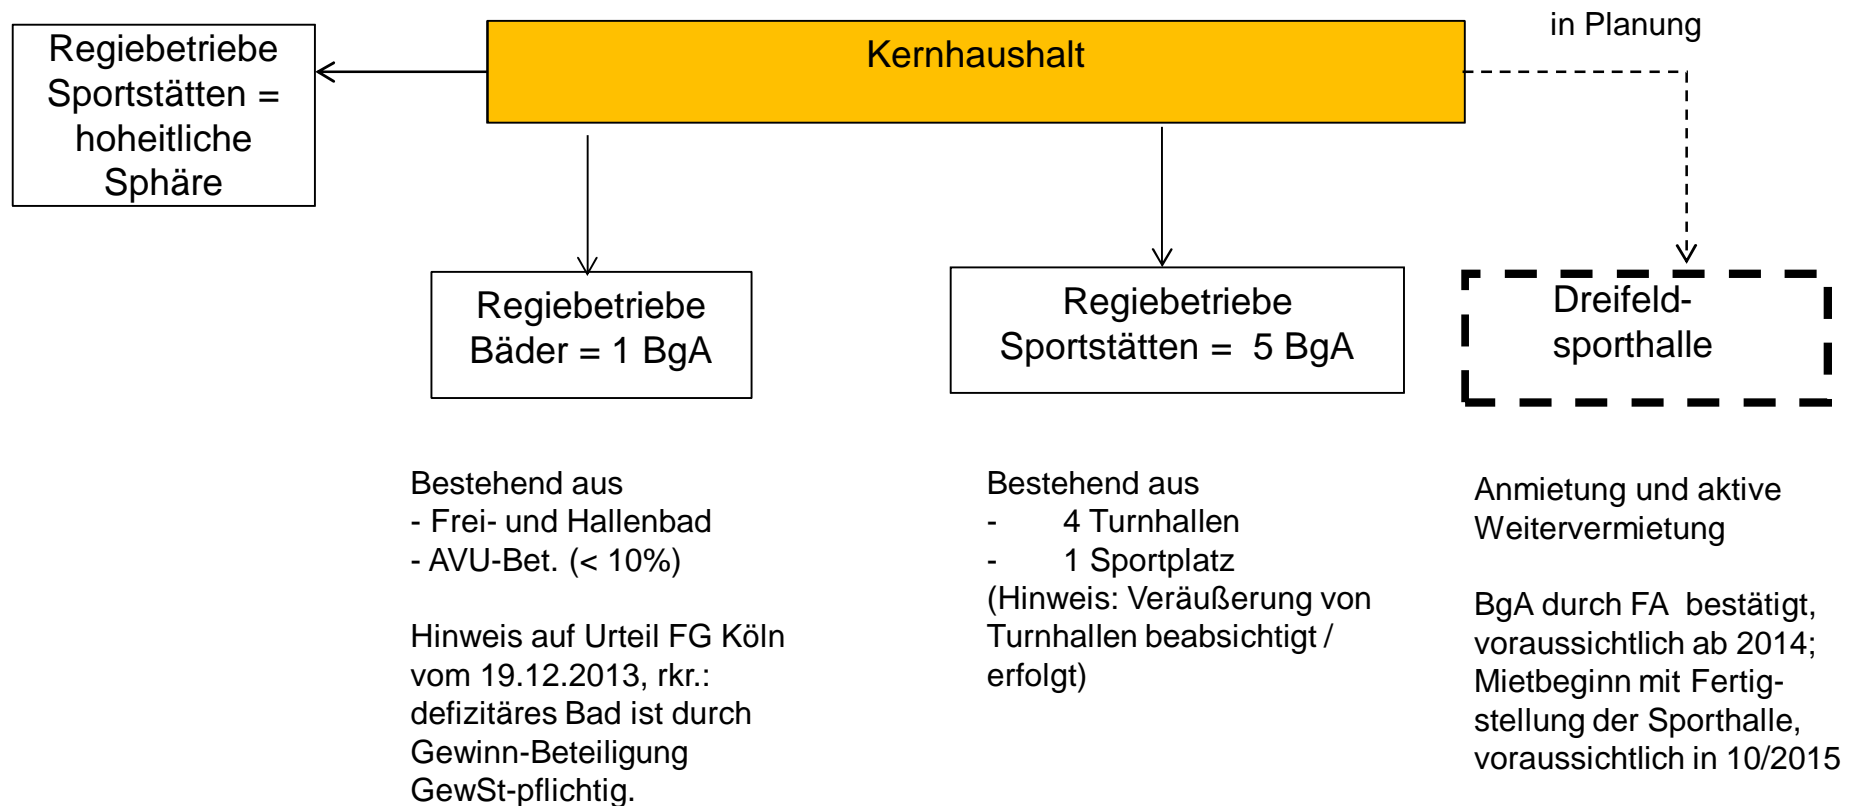 in Planung
Kernhaushalt
Regiebetriebe
Sportstätten =
hoheitliche
Sphäre
Regiebetriebe
Bäder = 1 BgA
Regiebetriebe
Sportstätten = 5 BgA
Dreifeld-
sporthalle
Bestehend aus
- Frei- und Hallenbad
- AVU-Bet. (< 10%)
Hinweis auf Urteil FG Köln
vom 19.12.2013, rkr.:
defizitäres Bad ist durch
Gewinn-Beteiligung
GewSt-pflichtig.
Bestehend aus
- 4 Turnhallen
- 1 Sportplatz
(Hinweis: Veräußerung von
Turnhallen beabsichtigt /
erfolgt)
Anmietung und aktive
Weitervermietung
BgA durch FA bestätigt,
voraussichtlich ab 2014;
Mietbeginn mit Fertig-
stellung der Sporthalle,
voraussichtlich in 10/2015